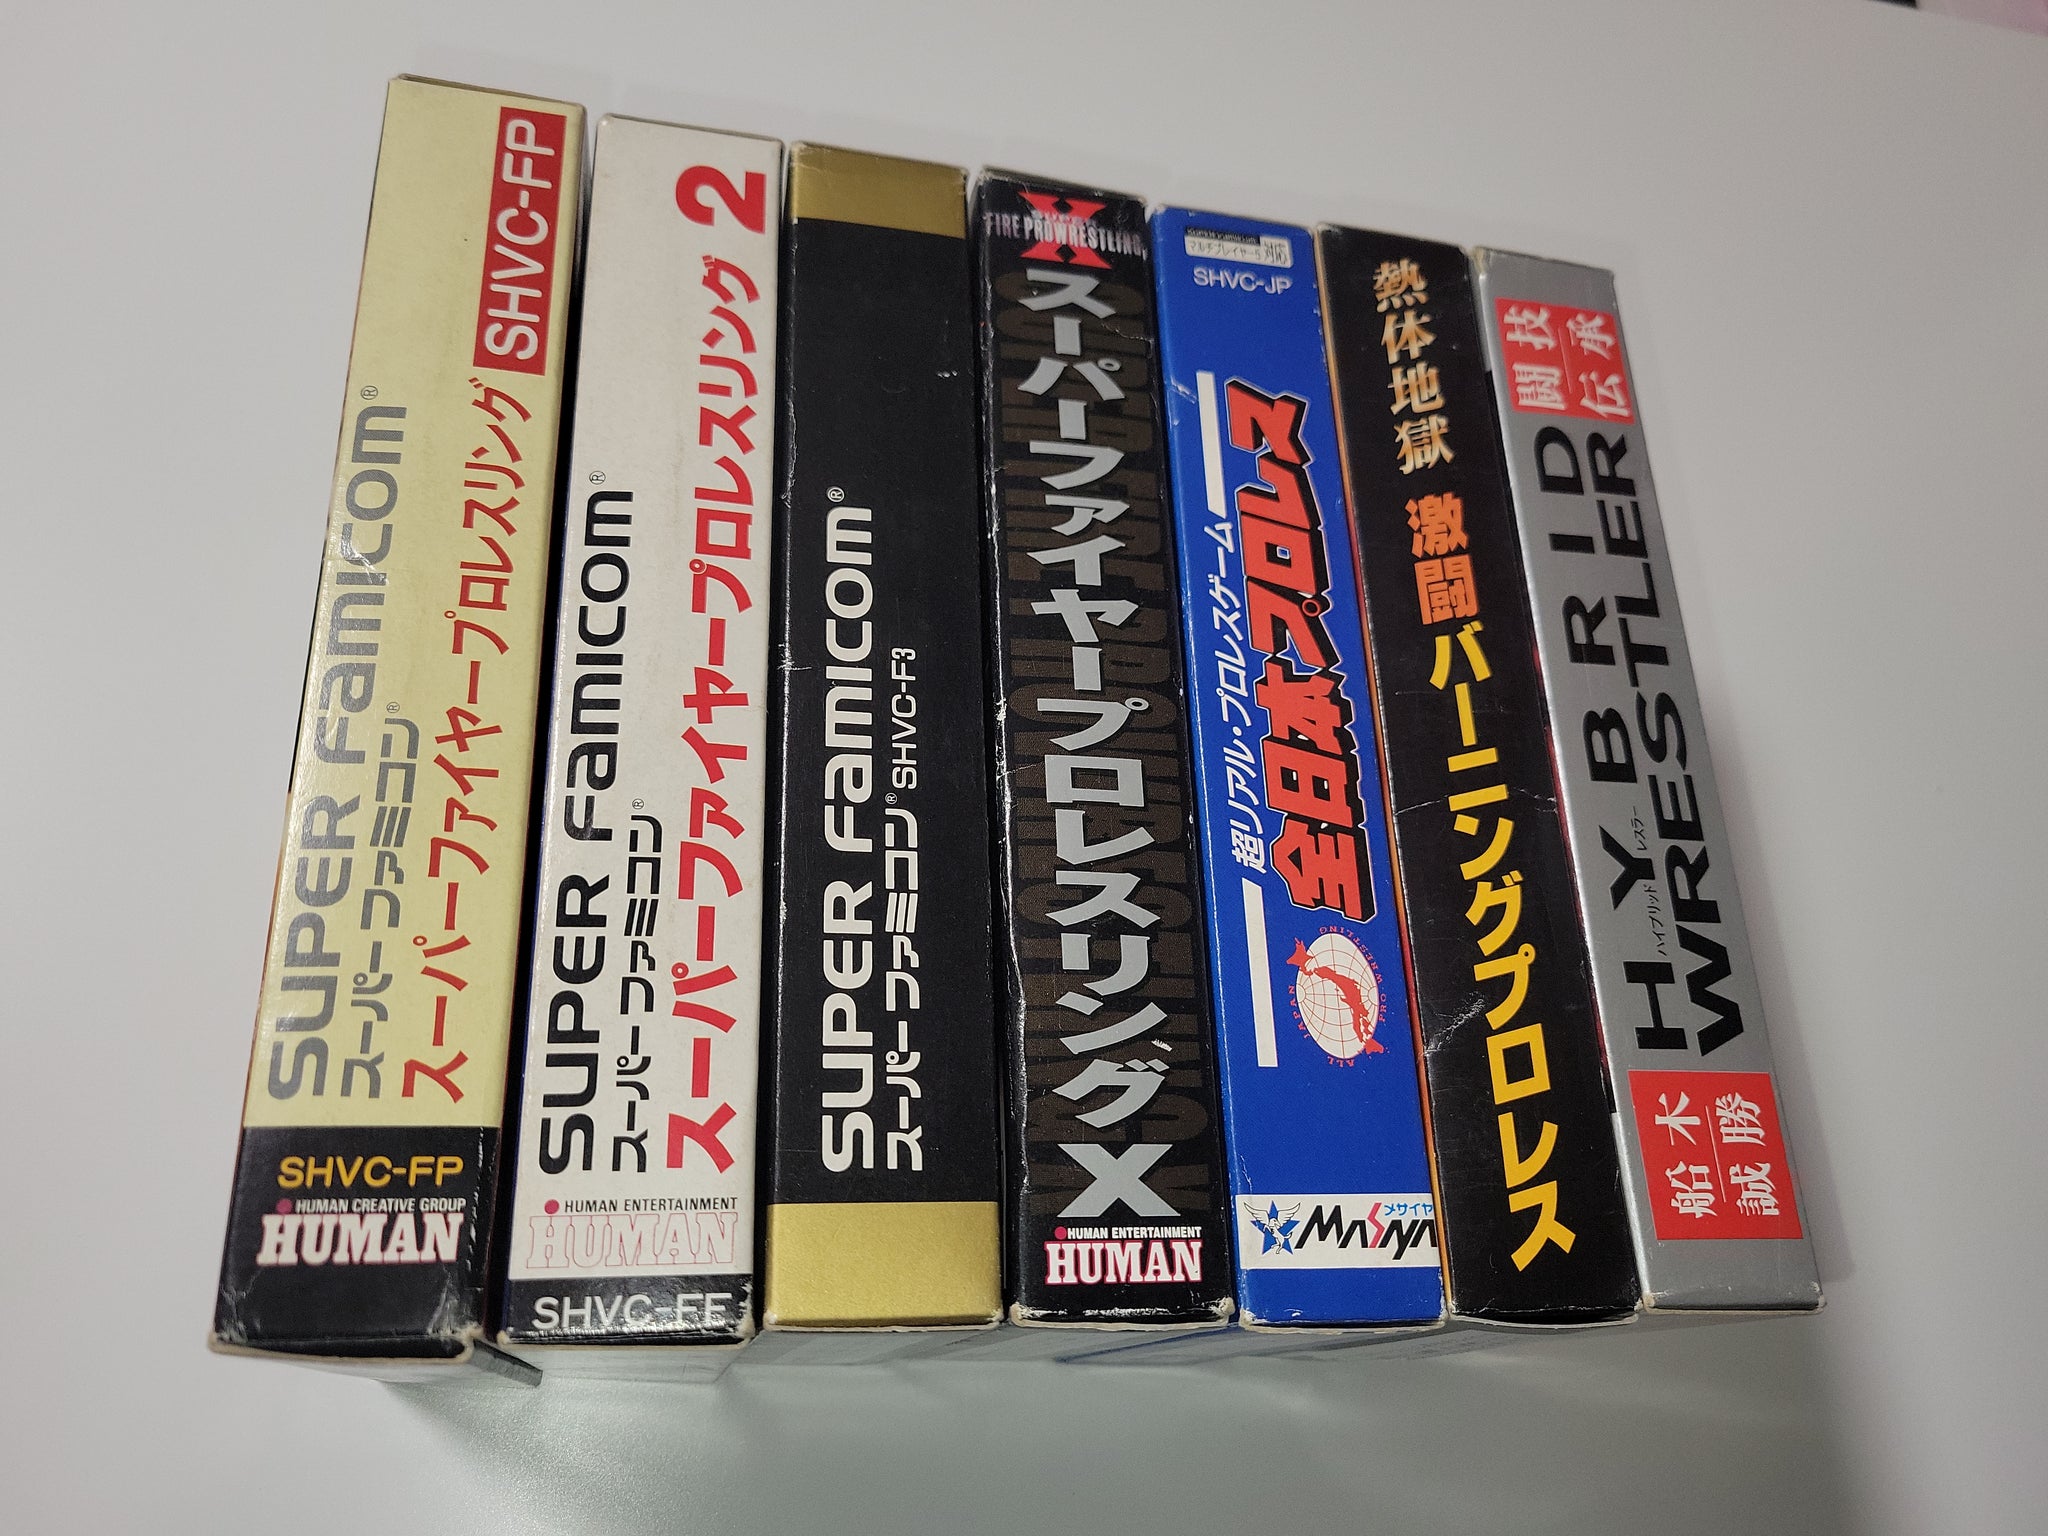 SHVC-FP
SUPER FAMICOM®
スーパーファミコン®
スーパーファイヤープロレスリング
SHVC-FP
HUMAN CREATIVE GROUP
HUMAN
SUPER FAMICOM®
スーパーファミコン®
スーパーファイヤープロレスリング 2
HUMAN ENTERTAINMENT
HUMAN
SHVC-FF
SUPER FAMICOM®
スーパーファミコン® SHVC-F3
X
SUPER
FIRE PROWRESTLING
スーパーファイヤープロレスリングX
HUMAN ENTERTAINMENT
HUMAN
マルチプレイヤー5 対応
SHVC-JP
超リアル・プロレスゲーム
全日本プロレス
ALL JAPAN PRO-WRESTLING
メサイヤ
MASAYA
熱体地獄 激闘バーニングプロレス
闘技
伝承
HYBRID
ハイブリッド レスラー
WRESTLER
船木
誠勝